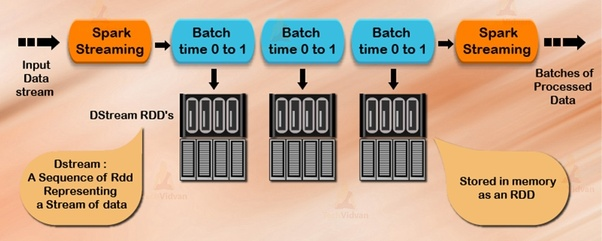 Spark
Streaming
Batch
time 0 to 1
Batch
time 0 to 1
Batch
time 0 to 1
Spark
Streaming
Input
Data
stream
Batches of
Processed
Data
DStream RDD's
Dstream :
A Sequence of Rdd
Representing
a Stream of data
Stored in memory
as an RDD